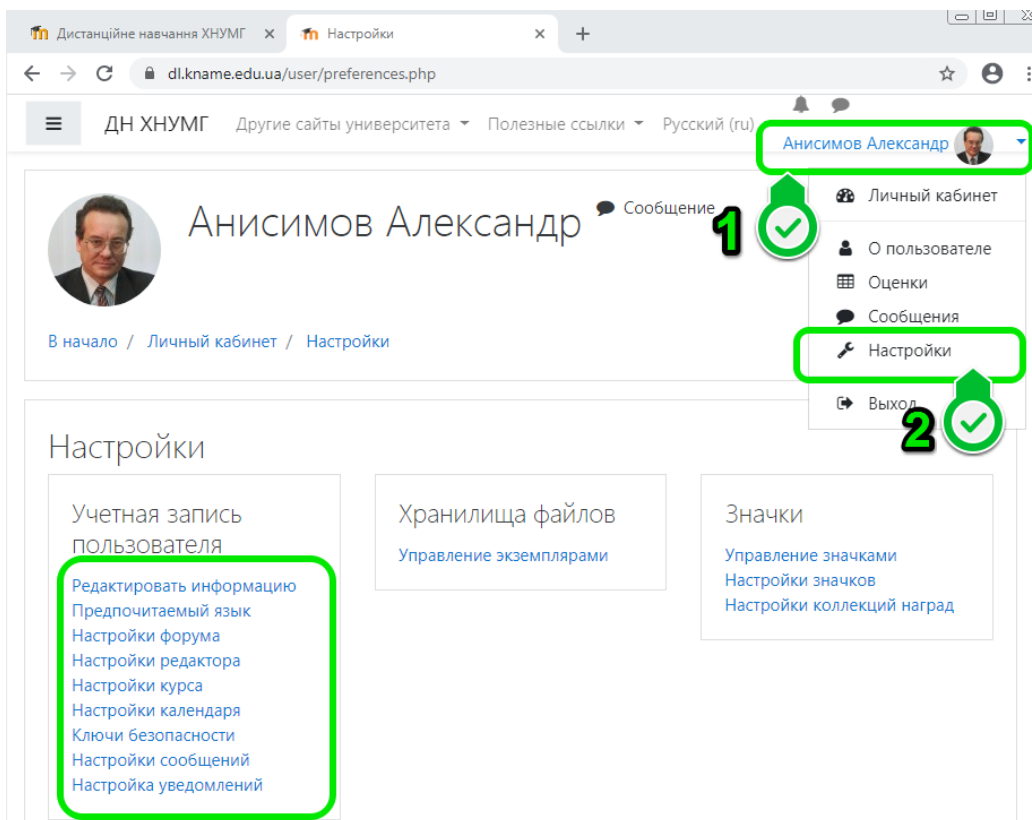 Дистанційне навчання ХНУМГ
Настройки
dl.kname.edu.ua/user/preferences.php
ДН ХНУМГ Другие сайты университета Полезные ссылки Русский (ru)
Анисимов Александр
Личный кабинет
О пользователе
Оценки
Сообщения
Настройки
Выход
1
2
Анисимов Александр
Сообщение
В начало / Личный кабинет / Настройки
Настройки
Учетная запись
пользователя
Редактировать информацию
Предпочитаемый язык
Настройки форума
Настройки редактора
Настройки курса
Настройки календаря
Ключи безопасности
Настройки сообщений
Настройка уведомлений
Хранилища файлов
Управление экземплярами
Значки
Управление значками
Настройки значков
Настройки коллекций наград